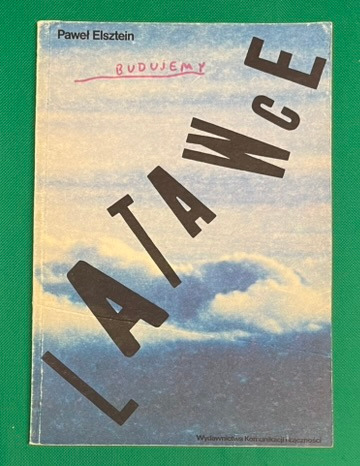 Paweł Elsztein
BUDUJEMY
LATAWCE
Wydawnictwa Komunikacji i Łączności